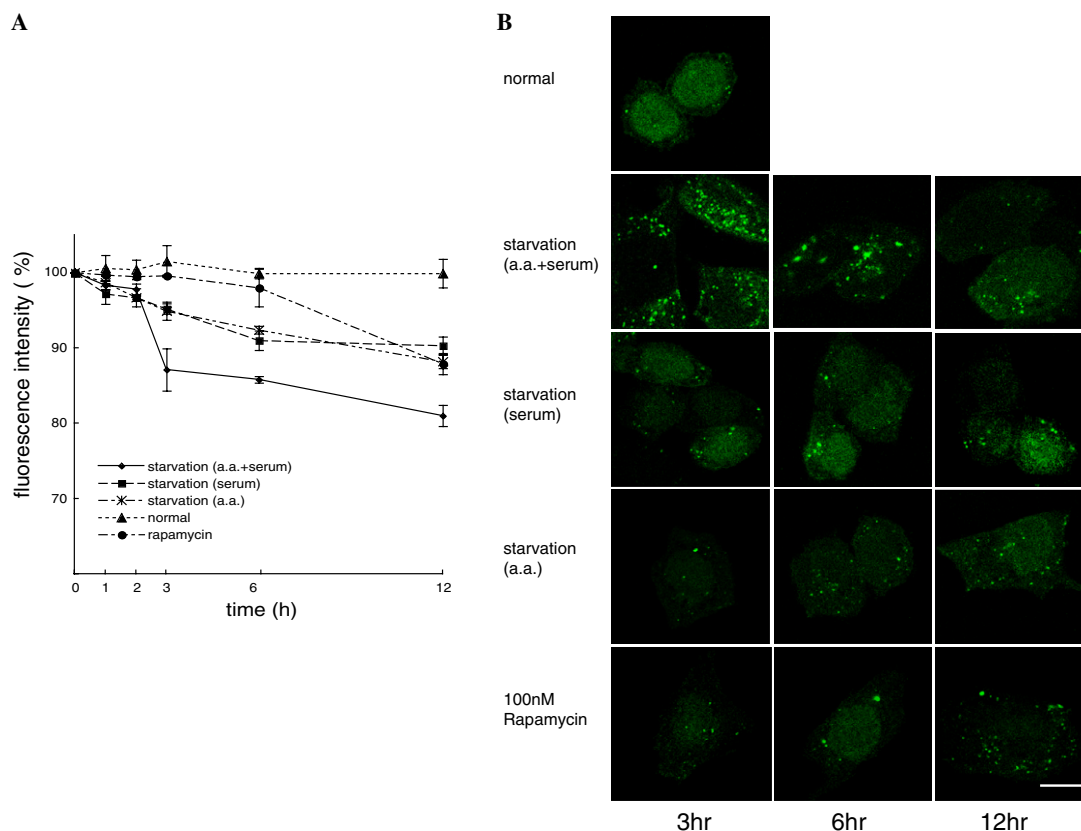 A
fluorescence intensity ( %)
100
90
80
70
starvation (a.a.+serum)
starvation (serum)
starvation (a.a.)
normal
rapamycin
0 1 2 3 6 12
time (h)
B
normal
starvation
(a.a.+serum)
starvation
(serum)
starvation
(a.a.)
100nM
Rapamycin
3hr 6hr 12hr